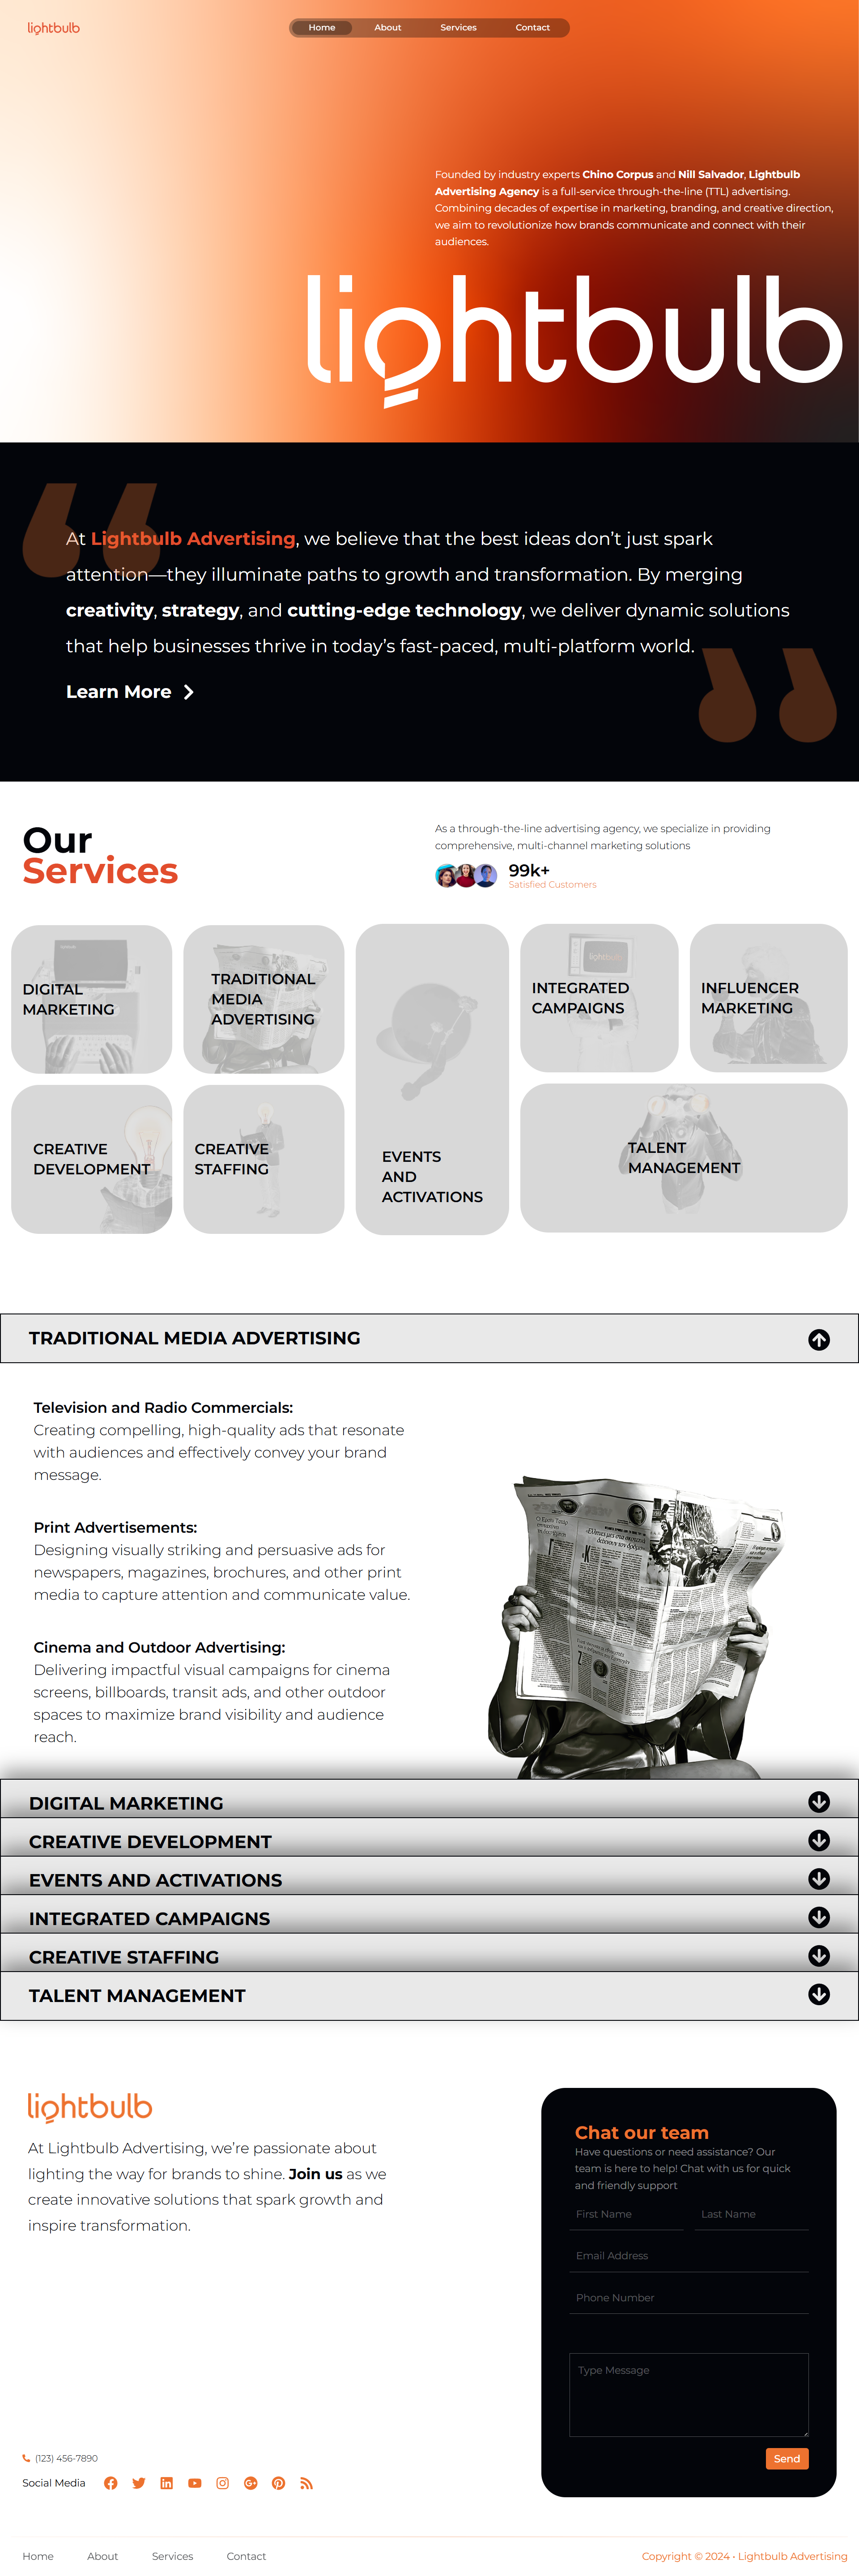 lightbulb
Home About Services Contact
Founded by industry experts Chino Corpus and Nill Salvador, Lightbulb
Advertising Agency is a full-service through-the-line (TTL) advertising.
Combining decades of expertise in marketing, branding, and creative direction,
we aim to revolutionize how brands communicate and connect with their
audiences.
lightbulb
At Lightbulb Advertising, we believe that the best ideas don’t just spark
attention—they illuminate paths to growth and transformation. By merging
creativity, strategy, and cutting-edge technology, we deliver dynamic solutions
that help businesses thrive in today’s fast-paced, multi-platform world.
Learn More
Our
Services
As a through-the-line advertising agency, we specialize in providing
comprehensive, multi-channel marketing solutions
99k+
Satisfied Customers
DIGITAL
MARKETING
TRADITIONAL
MEDIA
ADVERTISING
EVENTS
AND
ACTIVATIONS
lightbulb
INTEGRATED
CAMPAIGNS
INFLUENCER
MARKETING
CREATIVE
DEVELOPMENT
CREATIVE
STAFFING
TALENT
MANAGEMENT
TRADITIONAL MEDIA ADVERTISING
Television and Radio Commercials:
Creating compelling, high-quality ads that resonate
with audiences and effectively convey your brand
message.
Print Advertisements:
Designing visually striking and persuasive ads for
newspapers, magazines, brochures, and other print
media to capture attention and communicate value.
Cinema and Outdoor Advertising:
Delivering impactful visual campaigns for cinema
screens, billboards, transit ads, and other outdoor
spaces to maximize brand visibility and audience
reach.
DIGITAL MARKETING
CREATIVE DEVELOPMENT
EVENTS AND ACTIVATIONS
INTEGRATED CAMPAIGNS
CREATIVE STAFFING
TALENT MANAGEMENT
lightbulb
At Lightbulb Advertising, we’re passionate about
lighting the way for brands to shine. Join us as we
create innovative solutions that spark growth and
inspire transformation.
Chat our team
Have questions or need assistance? Our
team is here to help! Chat with us for quick
and friendly support
First Name Last Name
Email Address
Phone Number
Type Message
Send
(123) 456-7890
Social Media
Home About Services Contact
Copyright © 2024 · Lightbulb Advertising